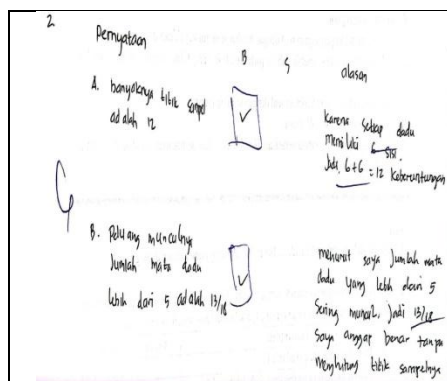 2
Pernyataan B S alasan
A. banyaknya titik sampel
adalah 12 ✓
karena setiap dadu
memiliki 6 sisi.
Jadi, 6+6 = 12 keberuntungan
B. Peluang munculnya
Jumlah mata dadu
lebih dari 5 adalah 13/18 ✓
menurut saya jumlah mata
dadu yang lebih dari 5
sering muncul, jadi 13/18
saya anggap benar tanpa
menghitung titik sampelnya